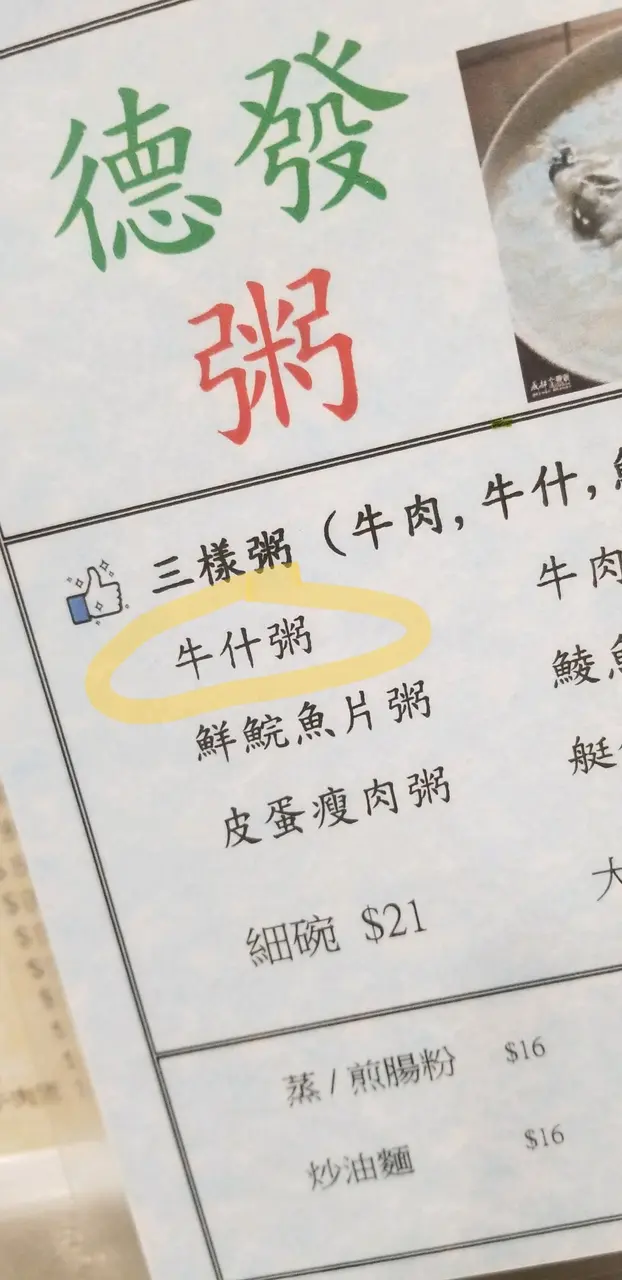 德發
粥
三樣粥（牛肉, 牛什,
牛什粥
牛肉
鮮鯇魚片粥
鯪
皮蛋瘦肉粥
艇
細碗 $21
大
蒸 / 煎腸粉 $16
炒油麵 $16